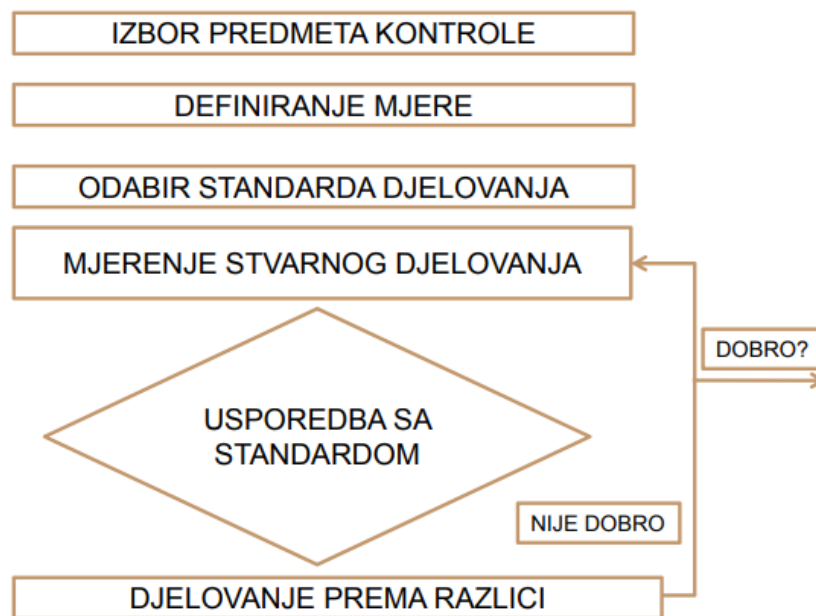 IZBOR PREDMETA KONTROLE
DEFINIRANJE MJERE
ODABIR STANDARDA DJELOVANJA
MJERENJE STVARNOG DJELOVANJA
DOBRO?
USPOREDBA SA
STANDARDOM
NIJE DOBRO
DJELOVANJE PREMA RAZLICI